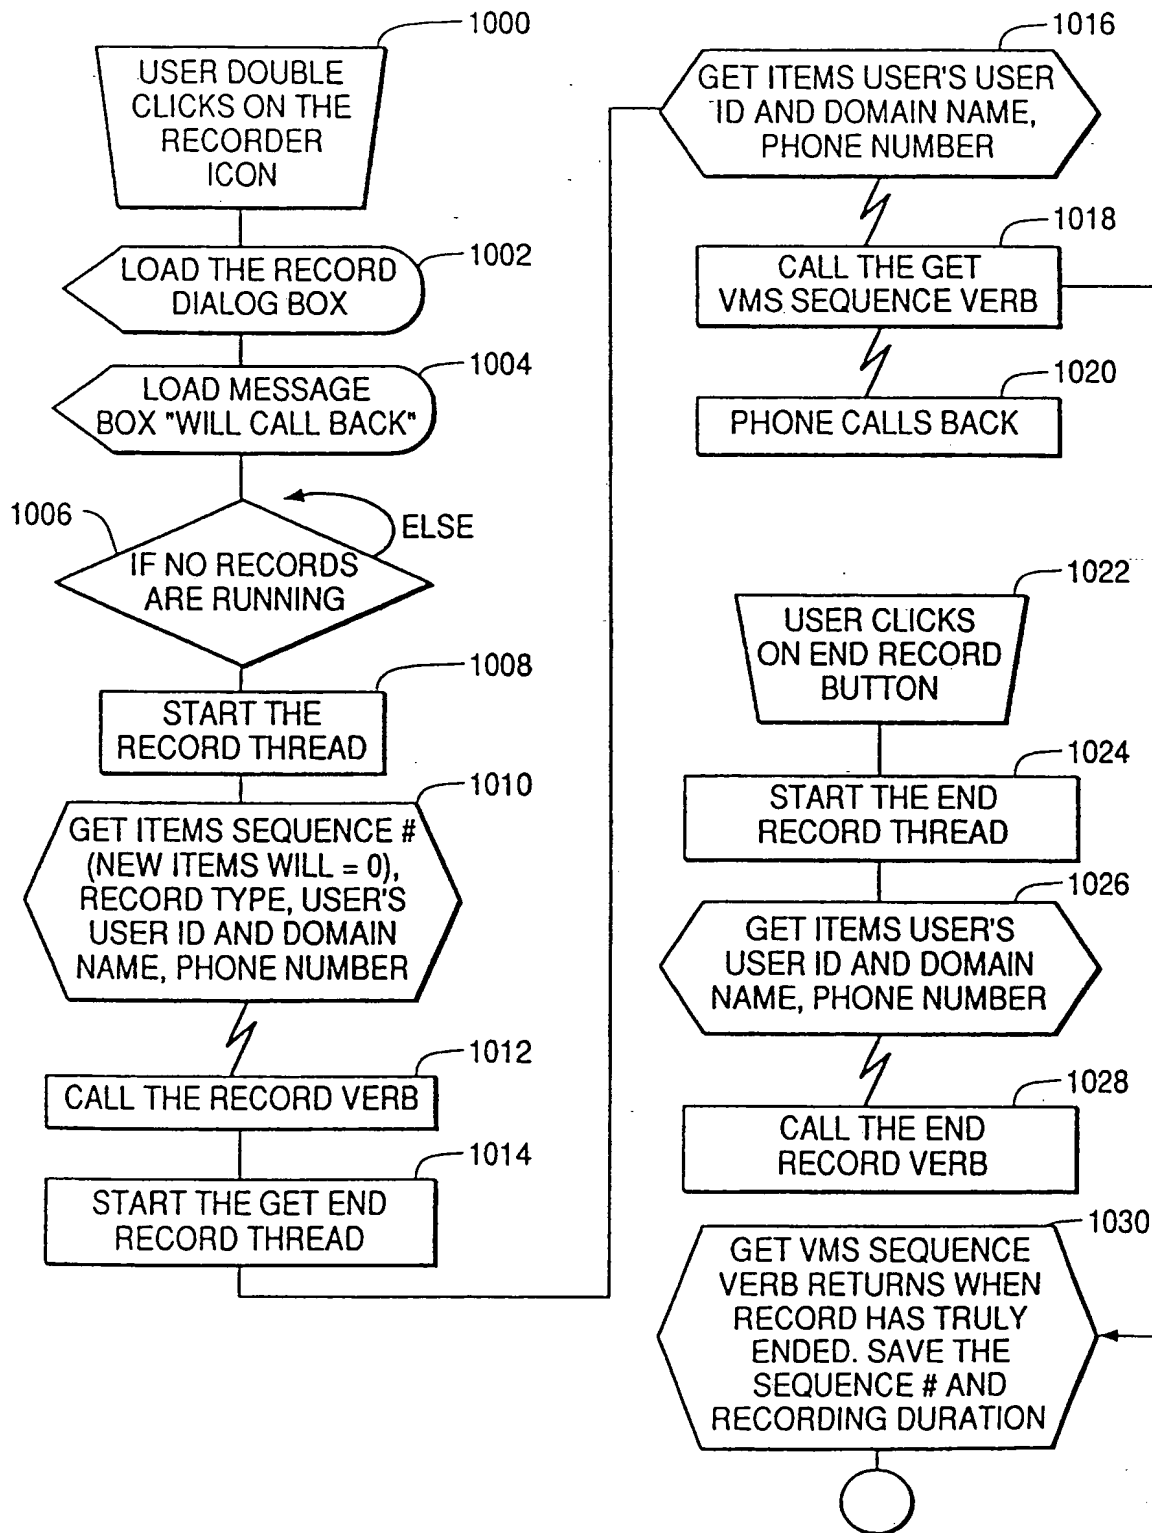 1000
USER DOUBLE
CLICKS ON THE
RECORDER
ICON
1002
LOAD THE RECORD
DIALOG BOX
1004
LOAD MESSAGE
BOX "WILL CALL BACK"
1006
ELSE
IF NO RECORDS
ARE RUNNING
1008
START THE
RECORD THREAD
1010
GET ITEMS SEQUENCE #
(NEW ITEMS WILL = 0),
RECORD TYPE, USER'S
USER ID AND DOMAIN
NAME, PHONE NUMBER
1012
CALL THE RECORD VERB
1014
START THE GET END
RECORD THREAD
1016
GET ITEMS USER'S USER
ID AND DOMAIN NAME,
PHONE NUMBER
1018
CALL THE GET
VMS SEQUENCE VERB
1020
PHONE CALLS BACK
1022
USER CLICKS
ON END RECORD
BUTTON
1024
START THE END
RECORD THREAD
1026
GET ITEMS USER'S
USER ID AND DOMAIN
NAME, PHONE NUMBER
1028
CALL THE END
RECORD VERB
1030
GET VMS SEQUENCE
VERB RETURNS WHEN
RECORD HAS TRULY
ENDED. SAVE THE
SEQUENCE # AND
RECORDING DURATION